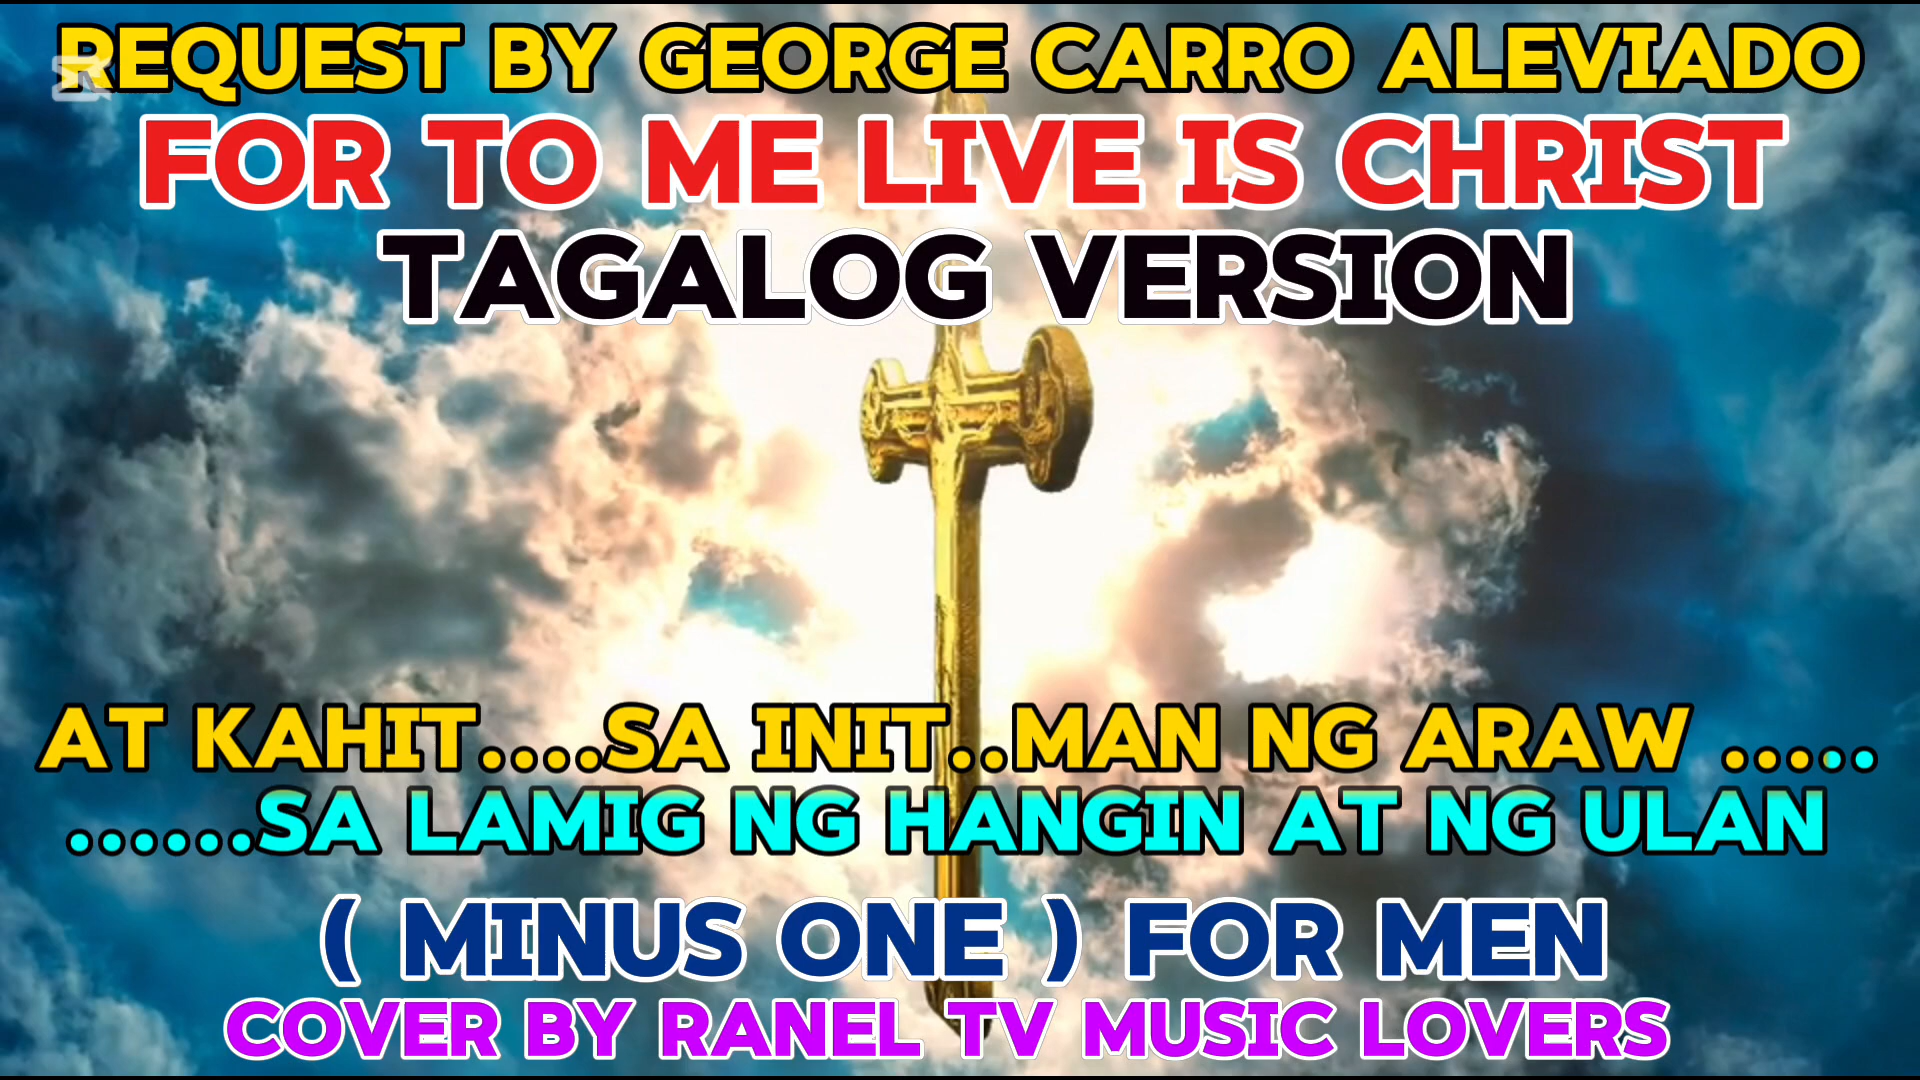 REQUEST BY GEORGE CARRO ALEVIADO
FOR TO ME LIVE IS CHRIST
TAGALOG VERSION
AT KAHIT....SA INIT..MAN NG ARAW .....
......SA LAMIG NG HANGIN AT NG ULAN
( MINUS ONE ) FOR MEN
COVER BY RANEL TV MUSIC LOVERS